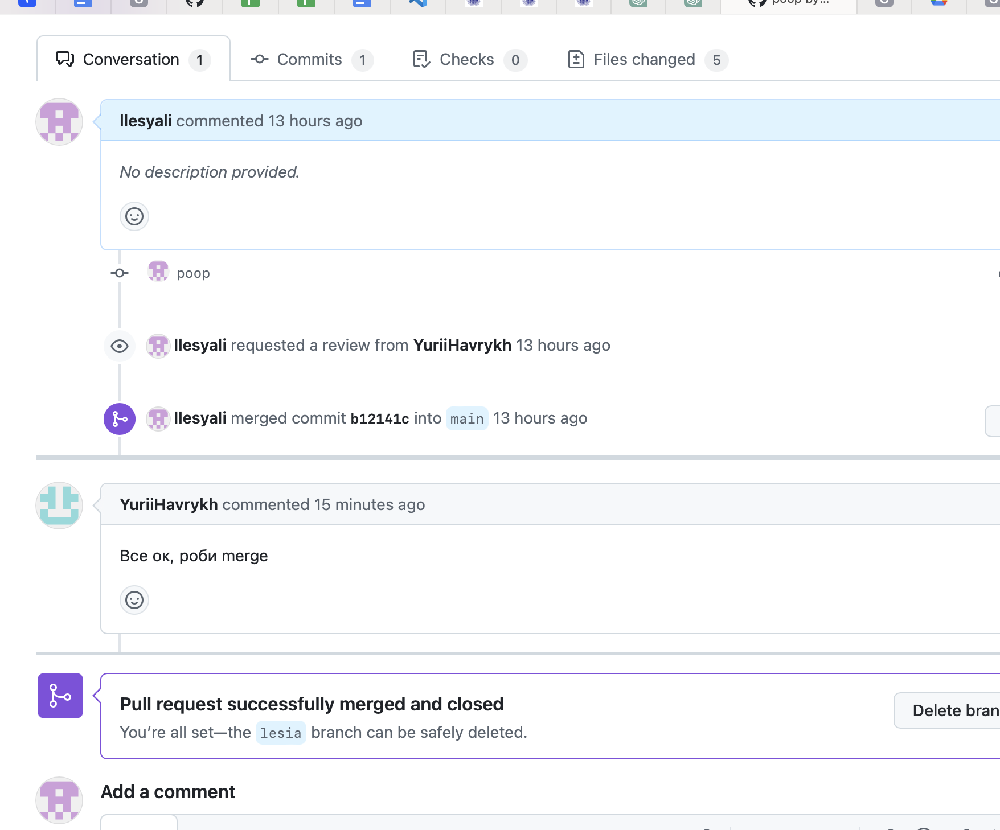 poop by...
Conversation 1
Commits 1
Checks 0
Files changed 5
llesyali commented 13 hours ago
No description provided.
poop
llesyali requested a review from YuriiHavrykh 13 hours ago
llesyali merged commit b12141c into main 13 hours ago
YuriiHavrykh commented 15 minutes ago
Все ок, роби merge
Pull request successfully merged and closed
You’re all set—the lesia branch can be safely deleted.
Delete bran
Add a comment